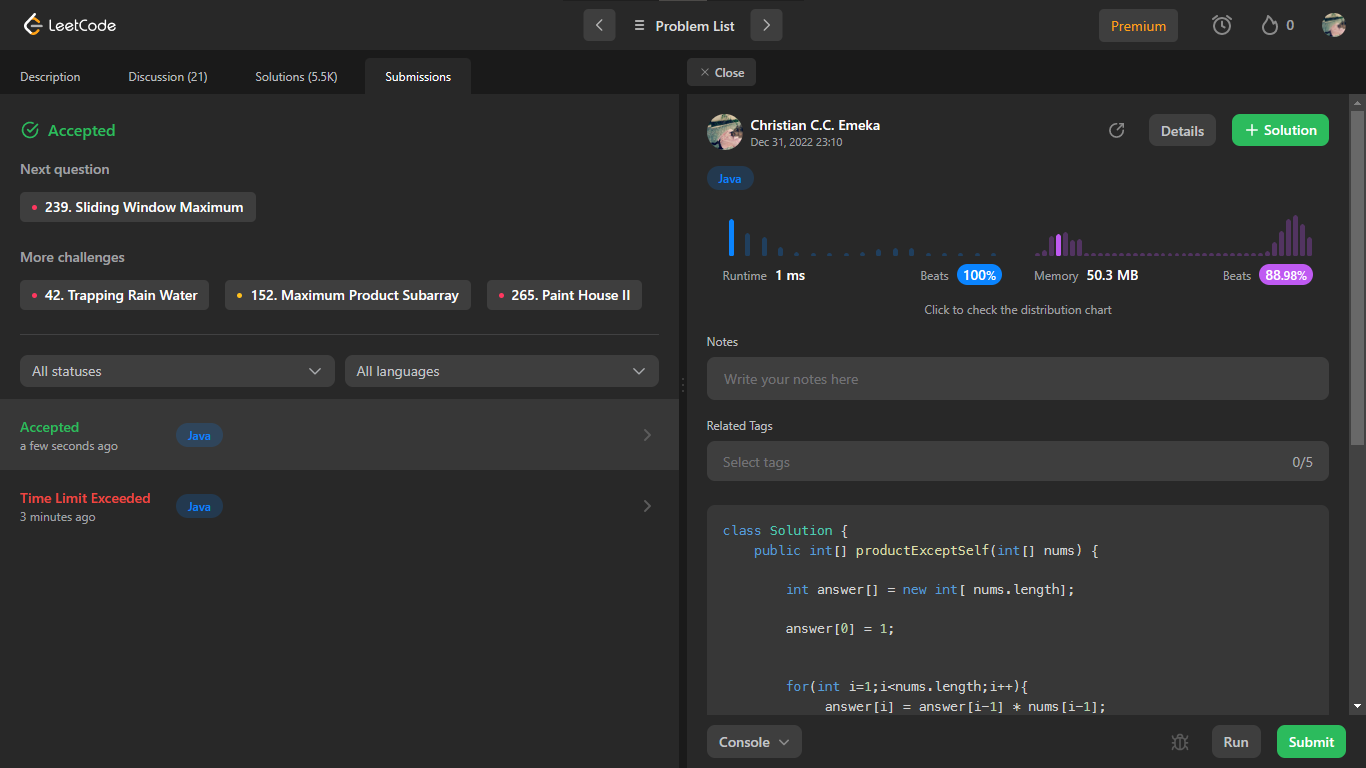 LeetCode
Problem List
Premium
0
Description
Discussion (21)
Solutions (5.5K)
Submissions
Close
Accepted
Next question
239. Sliding Window Maximum
More challenges
42. Trapping Rain Water
152. Maximum Product Subarray
265. Paint House II
All statuses
All languages
Accepted
a few seconds ago
Java
Time Limit Exceeded
3 minutes ago
Java
Christian C.C. Emeka
Dec 31, 2022 23:10
Details
+ Solution
Java
Runtime 1 ms
Beats 100%
Memory 50.3 MB
Beats 88.98%
Click to check the distribution chart
Notes
Write your notes here
Related Tags
Select tags
0/5
class Solution {
    public int[] productExceptSelf(int[] nums) {
        int answer[] = new int[ nums.length];
        answer[0] = 1;
        for(int i=1;i<nums.length;i++){
             answer[i] = answer[i-1] * nums[i-1];
Console
Run
Submit